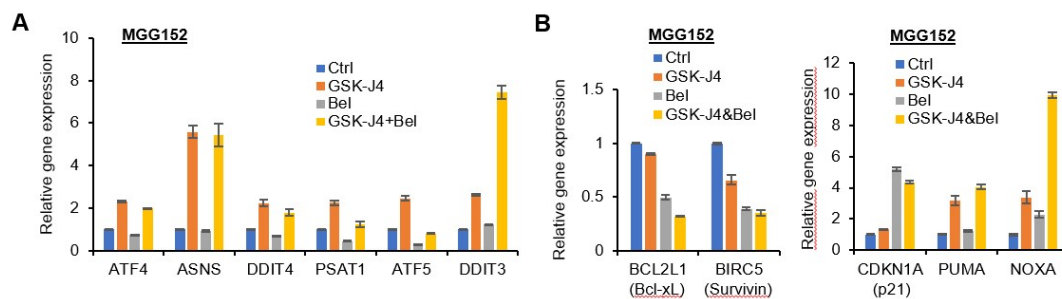 A
MGG152
Relative gene expression
10
8
6
4
2
0
Ctrl
GSK-J4
Bel
GSK-J4+Bel
ATF4 ASNS DDIT4 PSAT1 ATF5 DDIT3
B
MGG152
Relative gene expression
1.5
1
0.5
0
Ctrl
GSK-J4
Bel
GSK-J4&Bel
BCL2L1 BIRC5
(Bcl-xL) (Survivin)
MGG152
Relative gene expression
12
10
8
6
4
2
0
Ctrl
GSK-J4
Bel
GSK-J4&Bel
CDKN1A PUMA NOXA
(p21)